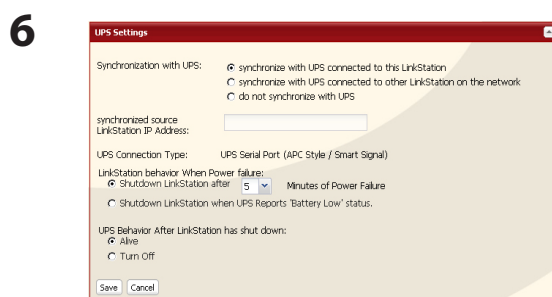 6
UPS Settings
Synchronization with UPS:
synchronize with UPS connected to this LinkStation
synchronize with UPS connected to other LinkStation on the network
do not synchronize with UPS
synchronized source
LinkStation IP Address:
UPS Connection Type: UPS Serial Port (APC Style / Smart Signal)
LinkStation behavior When Power failure:
Shutdown LinkStation after 5 Minutes of Power Failure
Shutdown LinkStation when UPS Reports 'Battery Low' status.
UPS Behavior After LinkStation has shut down:
Alive
Turn Off
Save Cancel